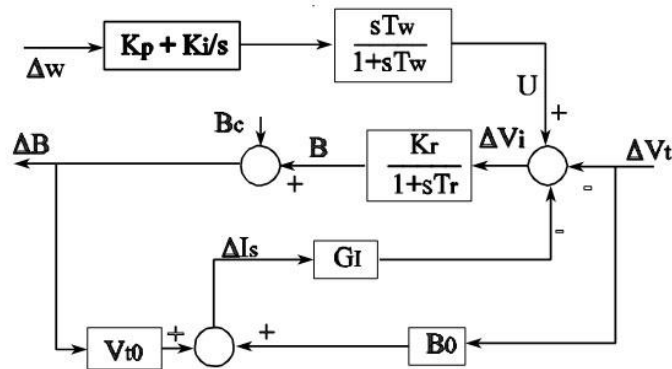 Δw
Kp + Ki/s
sTw
1+sTw
U
+
Bc
ΔB
+
B
Kr
1+sTr
ΔVi
ΔVt
-
-
ΔIs
GI
Vt0
+
+
B0